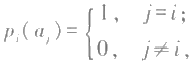 p_i(a_j) = { 1, j=i;
0, j≠i,